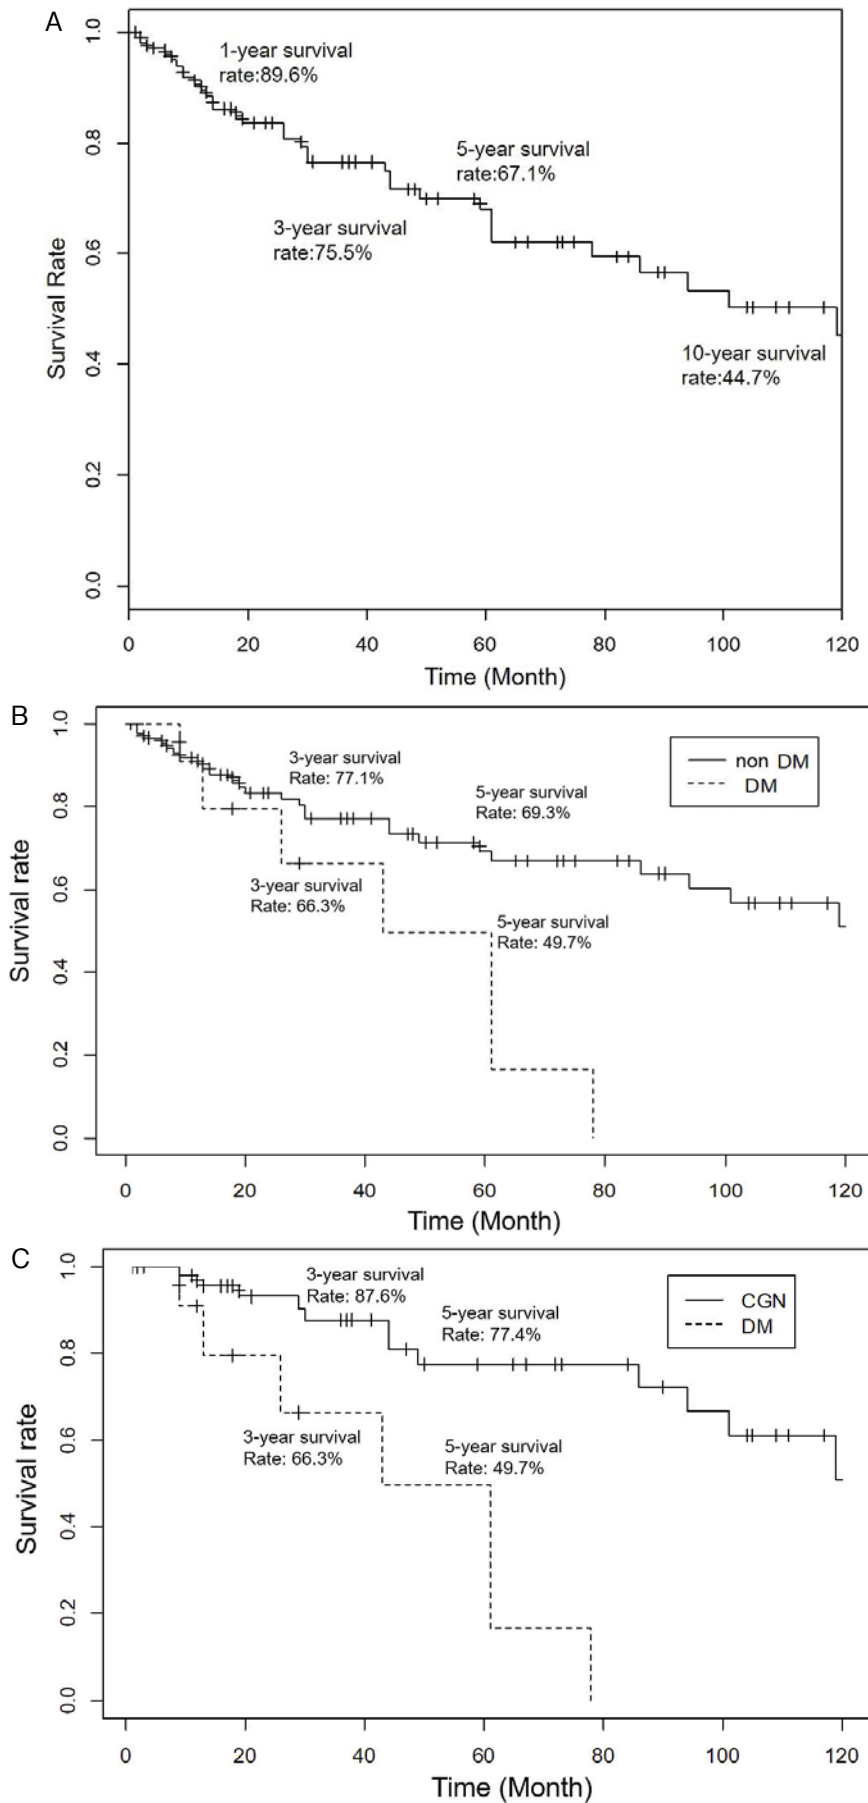 A
1.0
0.8
0.6
0.4
0.2
0.0
Survival Rate
1-year survival
rate:89.6%
5-year survival
rate:67.1%
3-year survival
rate:75.5%
10-year survival
rate:44.7%
0 20 40 60 80 100 120
Time (Month)
B
1.0
0.8
0.6
0.4
0.2
0.0
Survival rate
non DM
DM
3-year survival
Rate: 77.1%
5-year survival
Rate: 69.3%
3-year survival
Rate: 66.3%
5-year survival
Rate: 49.7%
0 20 40 60 80 100 120
Time (Month)
C
1.0
0.8
0.6
0.4
0.2
0.0
Survival rate
CGN
DM
3-year survival
Rate: 87.6%
5-year survival
Rate: 77.4%
3-year survival
Rate: 66.3%
5-year survival
Rate: 49.7%
0 20 40 60 80 100 120
Time (Month)